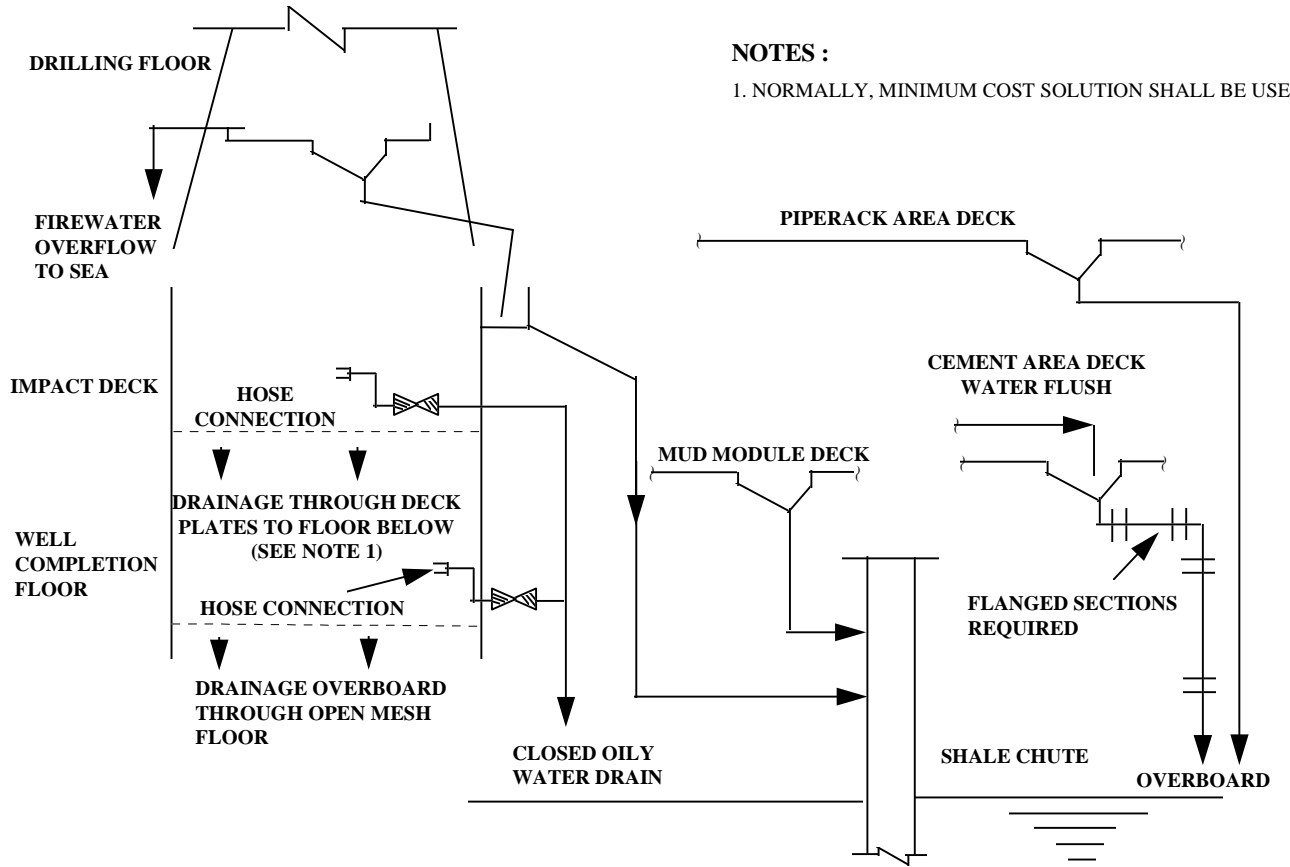 DRILLING FLOOR
NOTES :
1. NORMALLY, MINIMUM COST SOLUTION SHALL BE USE
FIREWATER
OVERFLOW
TO SEA
PIPERACK AREA DECK
IMPACT DECK
HOSE
CONNECTION
CEMENT AREA DECK
WATER FLUSH
MUD MODULE DECK
DRAINAGE THROUGH DECK
PLATES TO FLOOR BELOW
(SEE NOTE 1)
WELL
COMPLETION
FLOOR
HOSE CONNECTION
FLANGED SECTIONS
REQUIRED
DRAINAGE OVERBOARD
THROUGH OPEN MESH
FLOOR
CLOSED OILY
WATER DRAIN
SHALE CHUTE
OVERBOARD